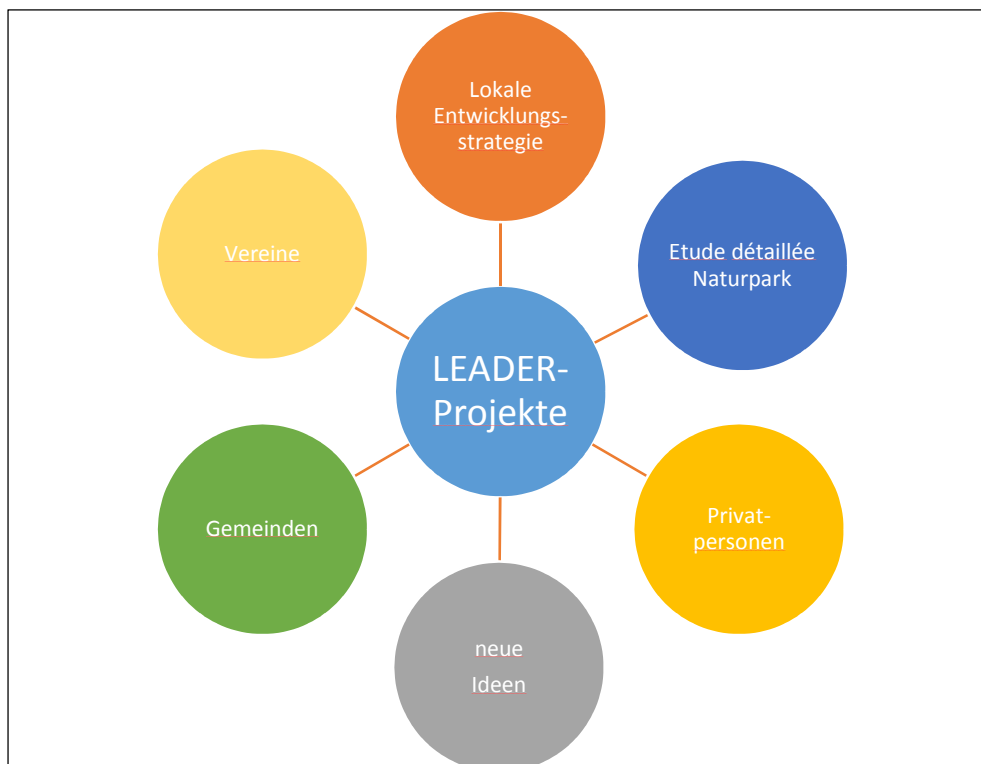 Lokale
Entwicklungs-
strategie
Vereine
Etude détaillée
Naturpark
LEADER-
Projekte
Gemeinden
Privat-
personen
neue
Ideen